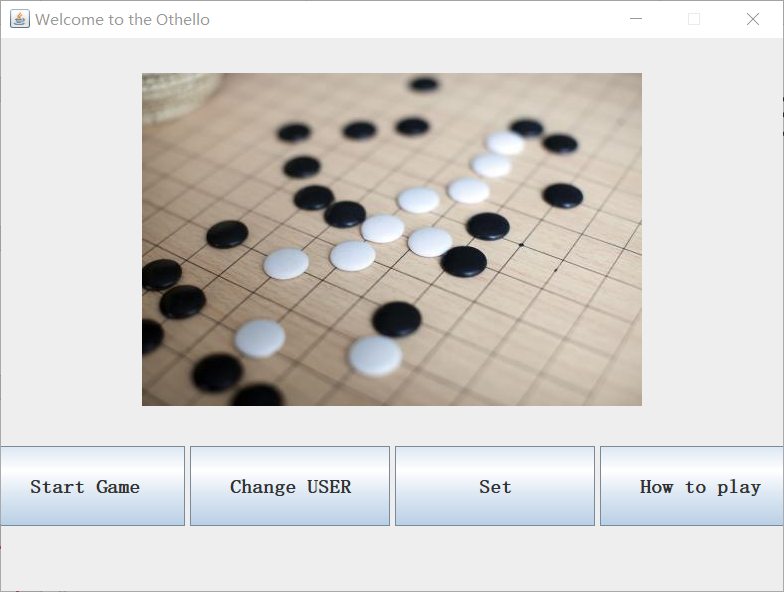 Welcome to the Othello
Start Game
Change USER
Set
How to play